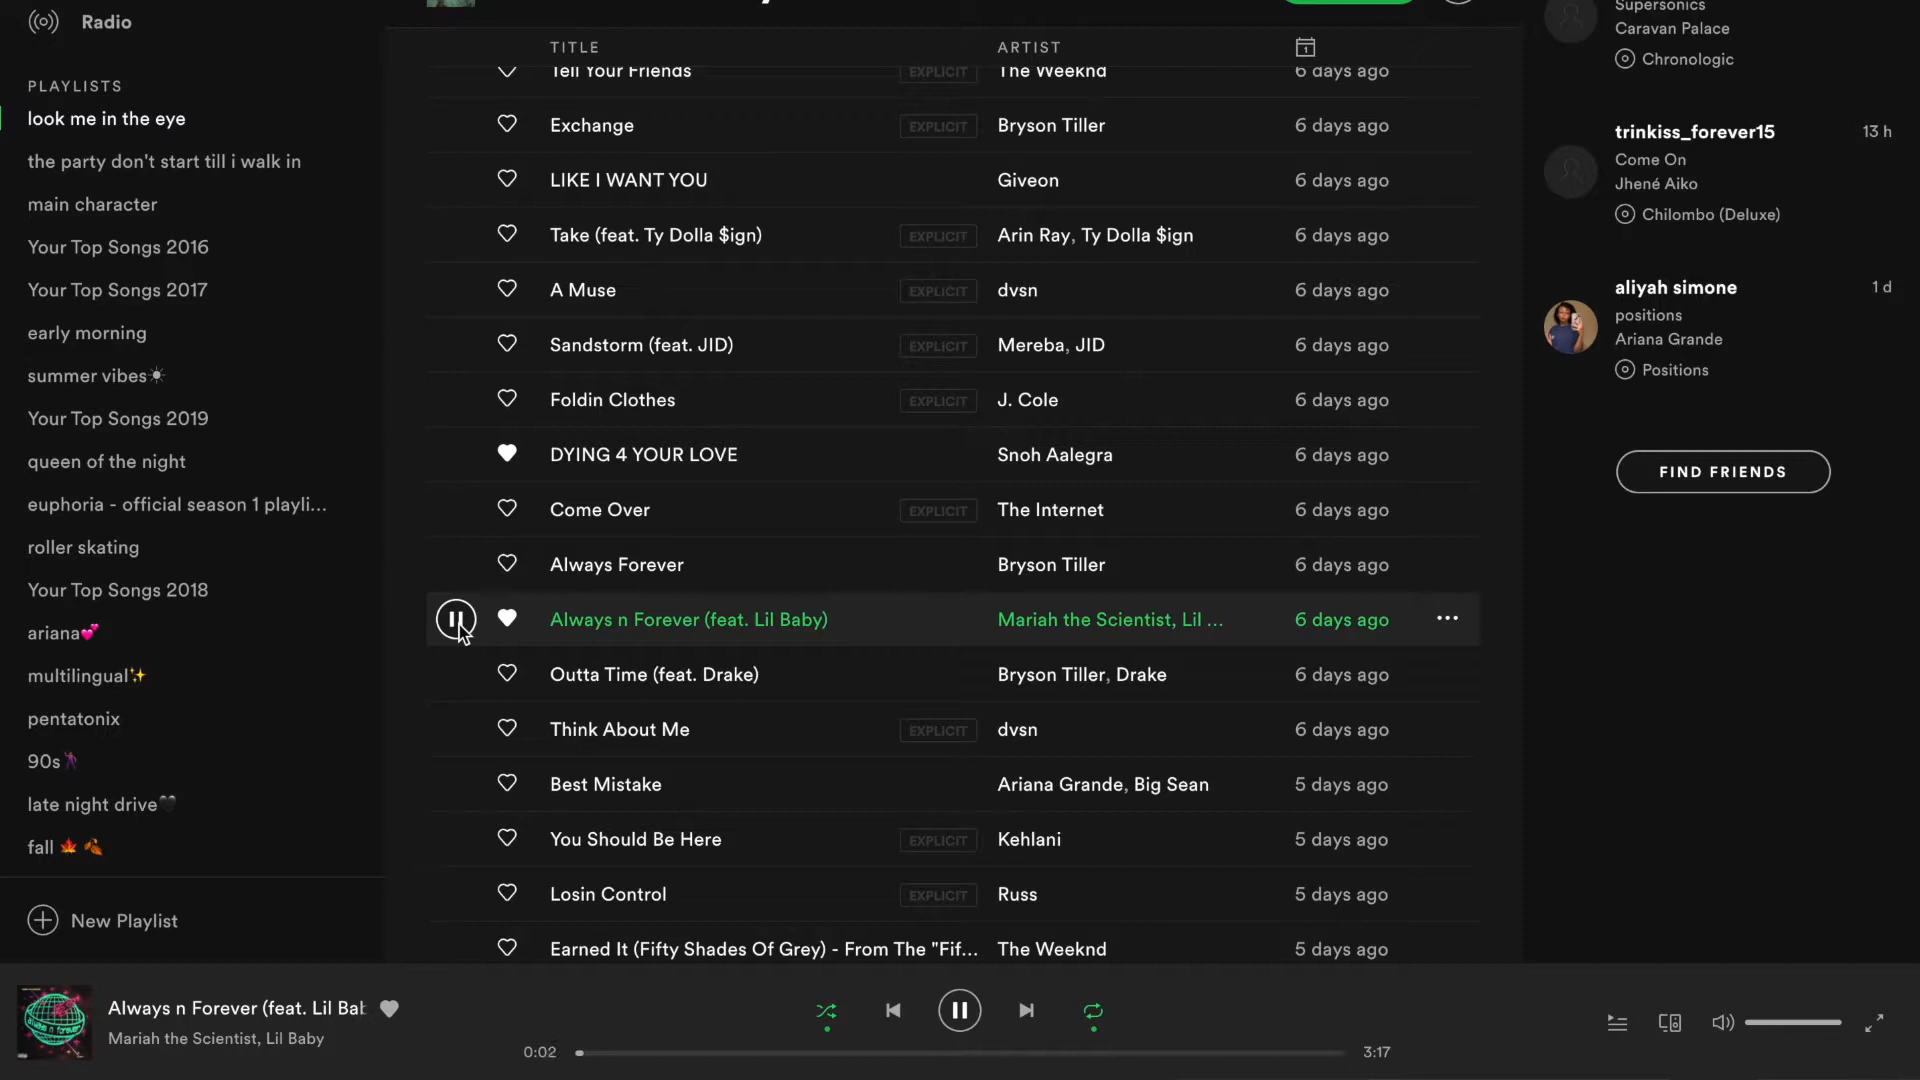 Radio
PLAYLISTS
look me in the eye
the party don't start till i walk in
main character
Your Top Songs 2016
Your Top Songs 2017
early morning
summer vibes☀
Your Top Songs 2019
queen of the night
euphoria - official season 1 playli...
roller skating
Your Top Songs 2018
ariana💕
multilingual✨
pentatonix
90s🕺
late night drive🖤
fall 🍁 🍂
New Playlist
TITLE ARTIST
Tell Your Friends EXPLICIT The Weeknd 6 days ago
Exchange EXPLICIT Bryson Tiller 6 days ago
LIKE I WANT YOU Giveon 6 days ago
Take (feat. Ty Dolla $ign) EXPLICIT Arin Ray, Ty Dolla $ign 6 days ago
A Muse EXPLICIT dvsn 6 days ago
Sandstorm (feat. JID) EXPLICIT Mereba, JID 6 days ago
Foldin Clothes EXPLICIT J. Cole 6 days ago
DYING 4 YOUR LOVE Snoh Aalegra 6 days ago
Come Over EXPLICIT The Internet 6 days ago
Always Forever Bryson Tiller 6 days ago
Always n Forever (feat. Lil Baby) Mariah the Scientist, Lil ... 6 days ago
Outta Time (feat. Drake) Bryson Tiller, Drake 6 days ago
Think About Me EXPLICIT dvsn 6 days ago
Best Mistake Ariana Grande, Big Sean 5 days ago
You Should Be Here EXPLICIT Kehlani 5 days ago
Losin Control EXPLICIT Russ 5 days ago
Earned It (Fifty Shades Of Grey) - From The "Fif... The Weeknd 5 days ago
Supersonics
Caravan Palace
Chronologic
trinkiss_forever15 13 h
Come On
Jhené Aiko
Chilombo (Deluxe)
aliyah simone 1 d
positions
Ariana Grande
Positions
FIND FRIENDS
Always n Forever (feat. Lil Bab
Mariah the Scientist, Lil Baby
0:02 3:17